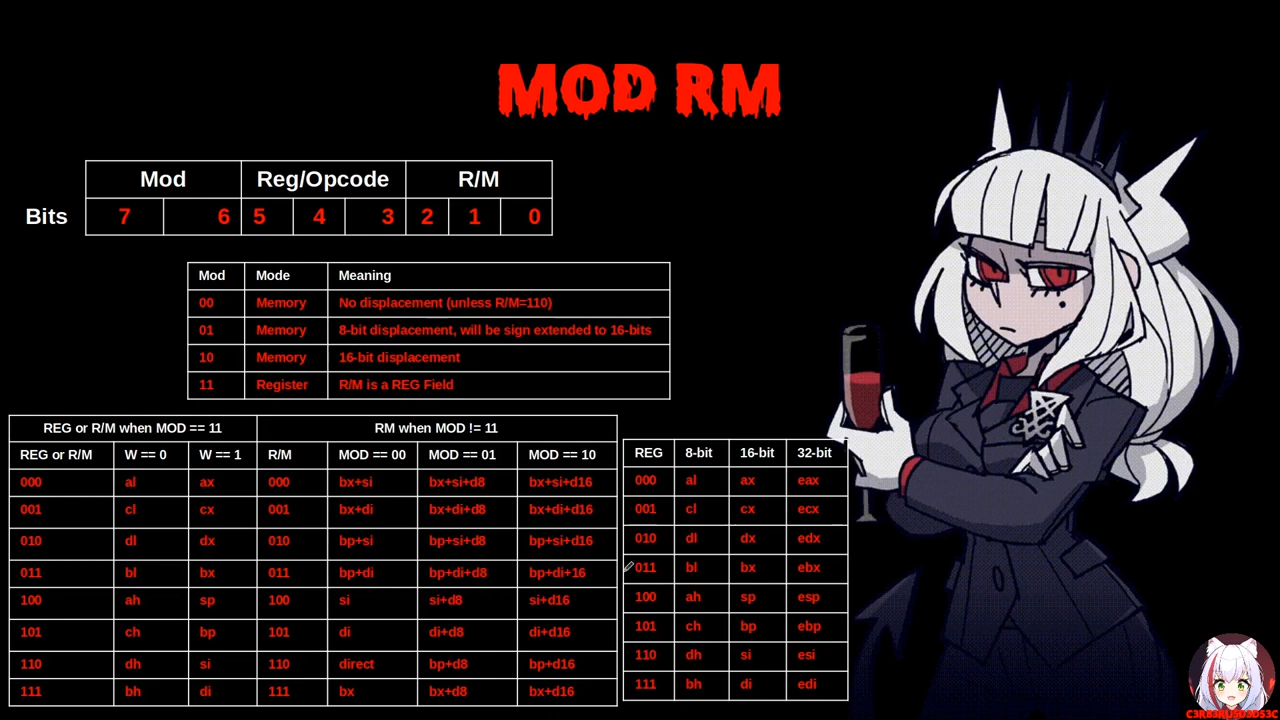 MOD RM
Mod Reg/Opcode R/M
Bits 7 6 5 4 3 2 1 0
Mod Mode Meaning
00 Memory No displacement (unless R/M=110)
01 Memory 8-bit displacement, will be sign extended to 16-bits
10 Memory 16-bit displacement
11 Register R/M is a REG Field
REG or R/M when MOD == 11 RM when MOD != 11
REG or R/M W == 0 W == 1 R/M MOD == 00 MOD == 01 MOD == 10
000 al ax 000 bx+si bx+si+d8 bx+si+d16
001 cl cx 001 bx+di bx+di+d8 bx+di+d16
010 dl dx 010 bp+si bp+si+d8 bp+si+d16
011 bl bx 011 bp+di bp+di+d8 bp+di+16
100 ah sp 100 si si+d8 si+d16
101 ch bp 101 di di+d8 di+d16
110 dh si 110 direct bp+d8 bp+d16
111 bh di 111 bx bx+d8 bx+d16
REG 8-bit 16-bit 32-bit
000 al ax eax
001 cl cx ecx
010 dl dx edx
011 bl bx ebx
100 ah sp esp
101 ch bp ebp
110 dh si esi
111 bh di edi